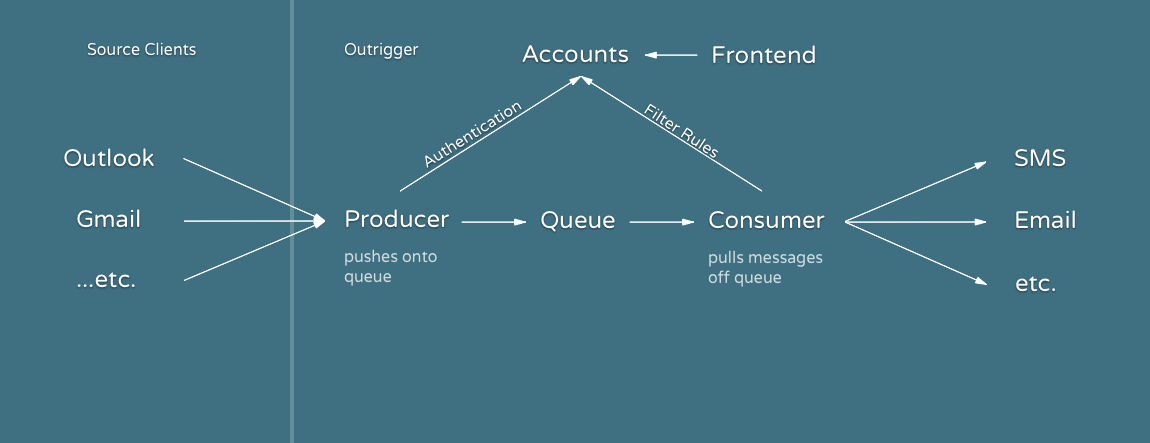 Source Clients
Outrigger
Accounts
Frontend
Authentication
Filter Rules
Outlook
SMS
Gmail
Producer
Queue
Consumer
Email
pushes onto
queue
pulls messages
off queue
...etc.
etc.